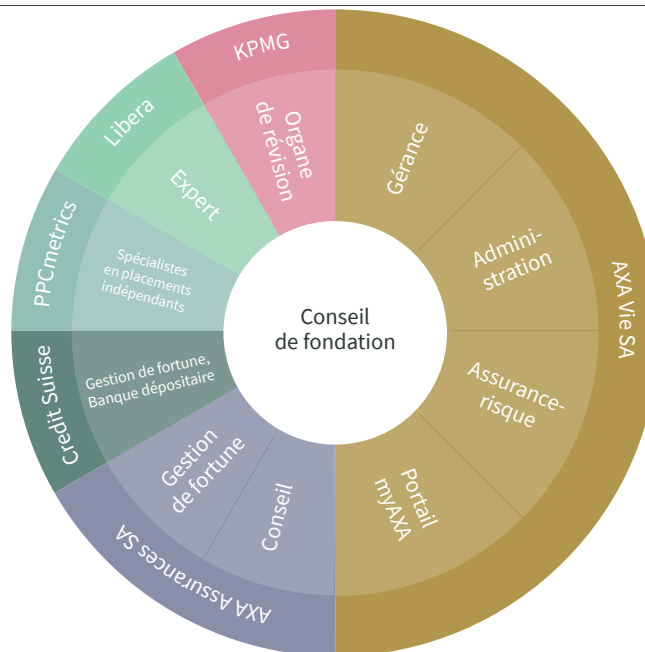 KPMG
Organe
de révision
Libera
Expert
PPCmetrics
Spécialistes
en placements
indépendants
Credit Suisse
Gestion de fortune,
Banque dépositaire
AXA Assurances SA
Gestion
de fortune
Conseil
AXA Vie SA
Gérance
Admini-
stration
Assurance-
risque
Portail
myAXA
Conseil
de fondation